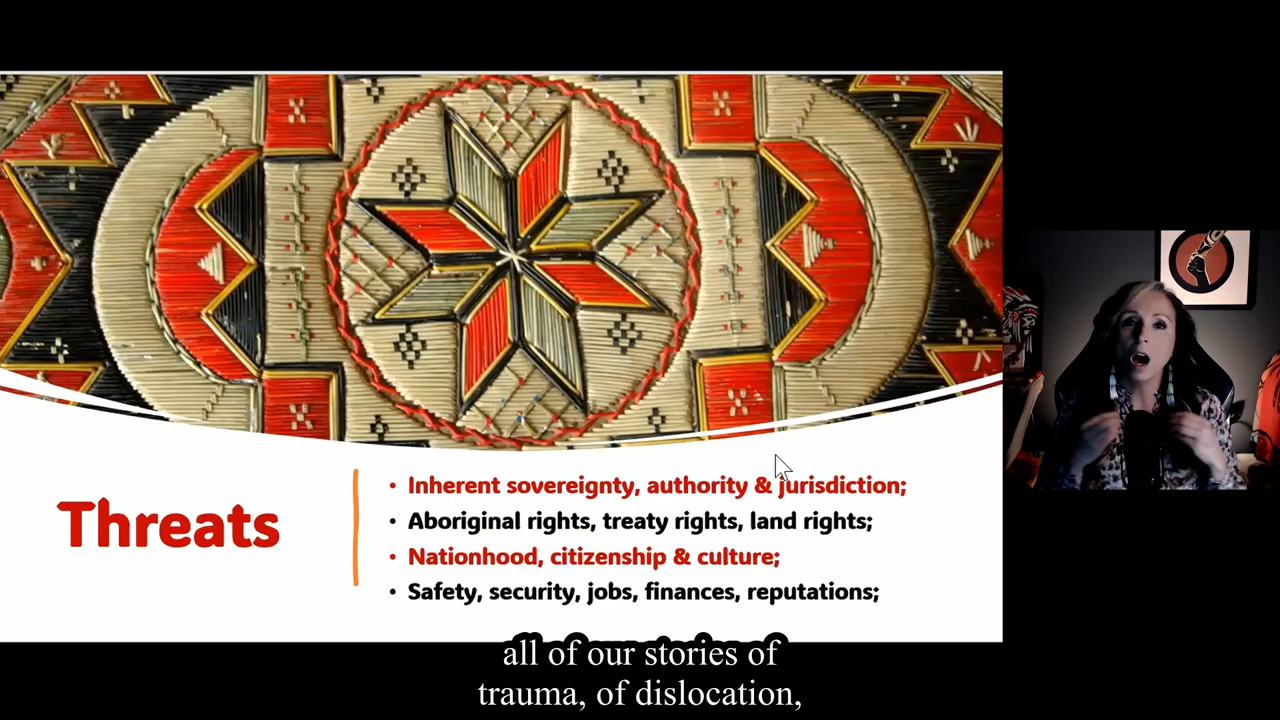 Threats
• Inherent sovereignty, authority & jurisdiction;
• Aboriginal rights, treaty rights, land rights;
• Nationhood, citizenship & culture;
• Safety, security, jobs, finances, reputations;
all of our stories of
trauma, of dislocation,